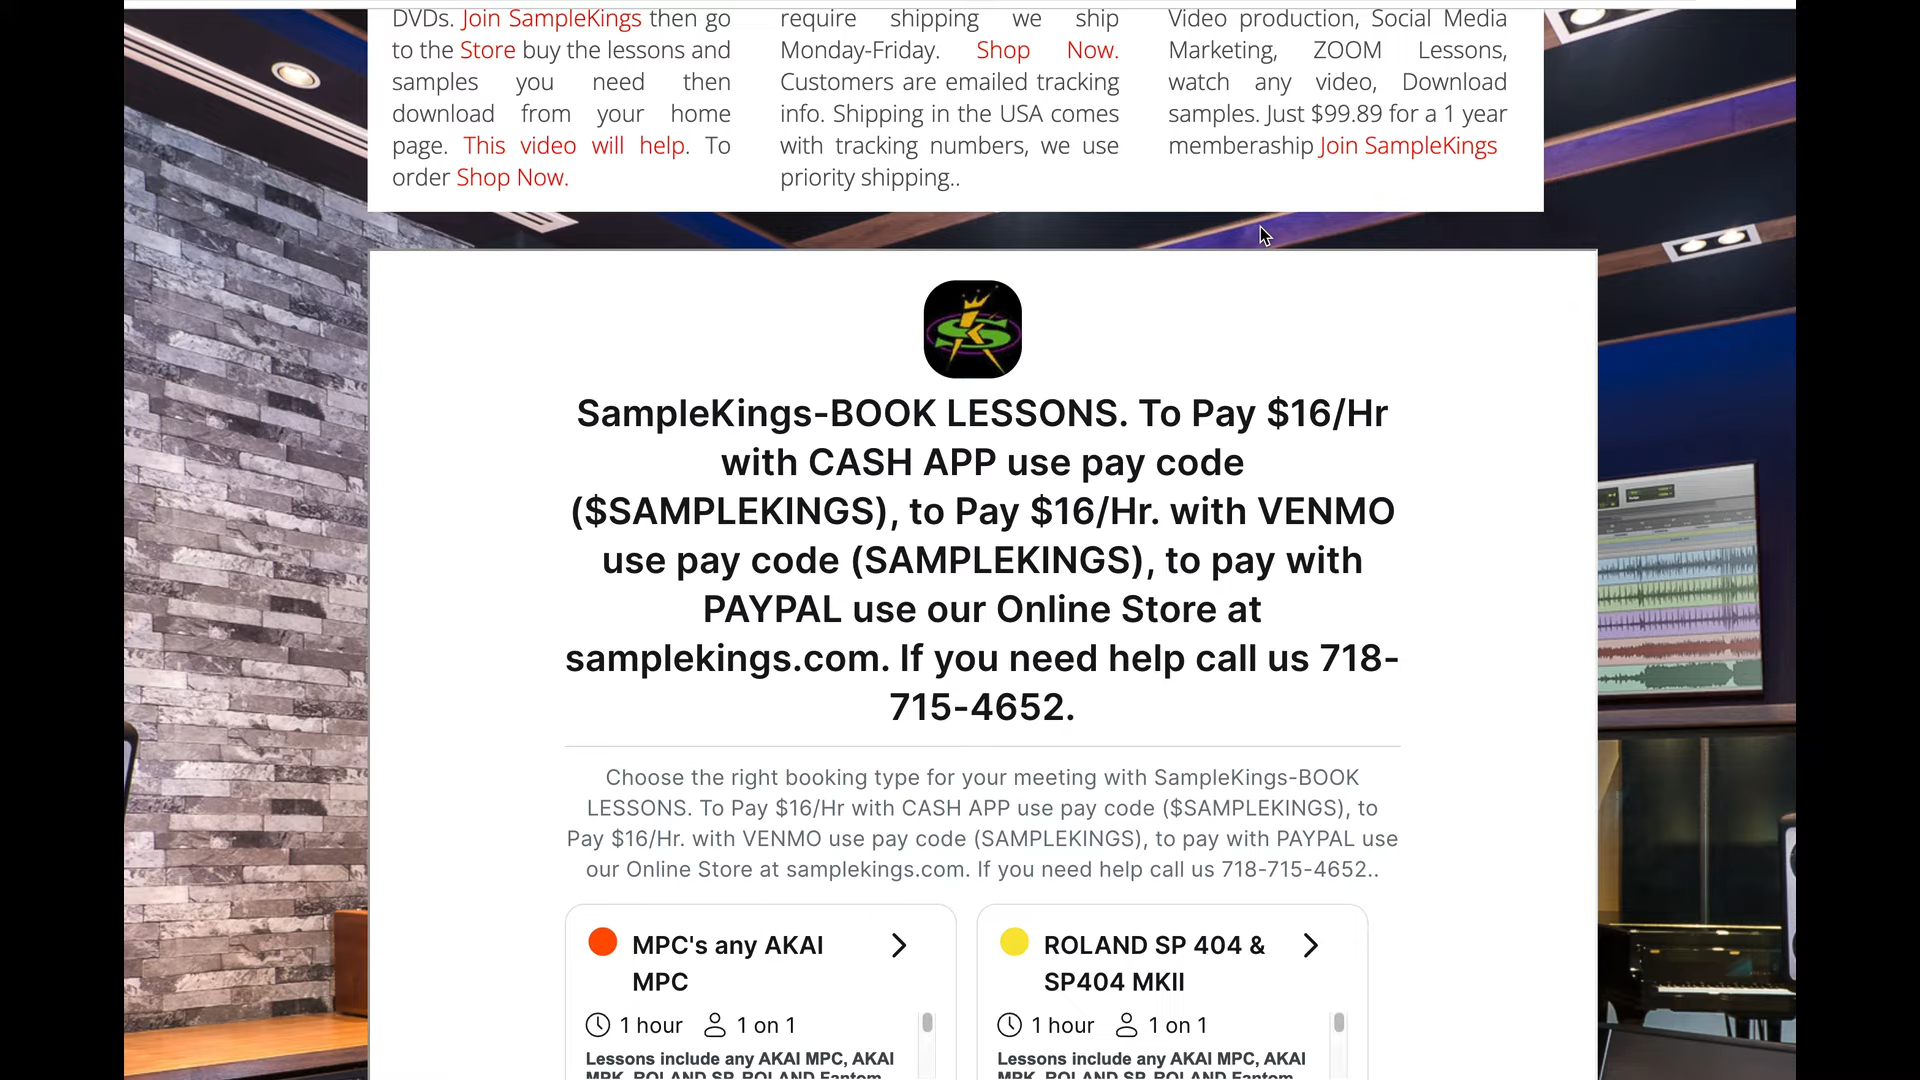 DVDs. Join SampleKings then go
to the Store buy the lessons and
samples you need then
download from your home
page. This video will help. To
order Shop Now.
require shipping we ship
Monday-Friday. Shop Now.
Customers are emailed tracking
info. Shipping in the USA comes
with tracking numbers, we use
priority shipping..
Video production, Social Media
Marketing, ZOOM Lessons,
watch any video, Download
samples. Just $99.89 for a 1 year
memberaship Join SampleKings
SampleKings-BOOK LESSONS. To Pay $16/Hr
with CASH APP use pay code
($SAMPLEKINGS), to Pay $16/Hr. with VENMO
use pay code (SAMPLEKINGS), to pay with
PAYPAL use our Online Store at
samplekings.com. If you need help call us 718-
715-4652.
Choose the right booking type for your meeting with SampleKings-BOOK
LESSONS. To Pay $16/Hr with CASH APP use pay code ($SAMPLEKINGS), to
Pay $16/Hr. with VENMO use pay code (SAMPLEKINGS), to pay with PAYPAL use
our Online Store at samplekings.com. If you need help call us 718-715-4652..
MPC's any AKAI
MPC
1 hour 1 on 1
Lessons include any AKAI MPC, AKAI
MPK, ROLAND SP, ROLAND Fantom
ROLAND SP 404 &
SP404 MKII
1 hour 1 on 1
Lessons include any AKAI MPC, AKAI
MPK, ROLAND SP, ROLAND Fantom